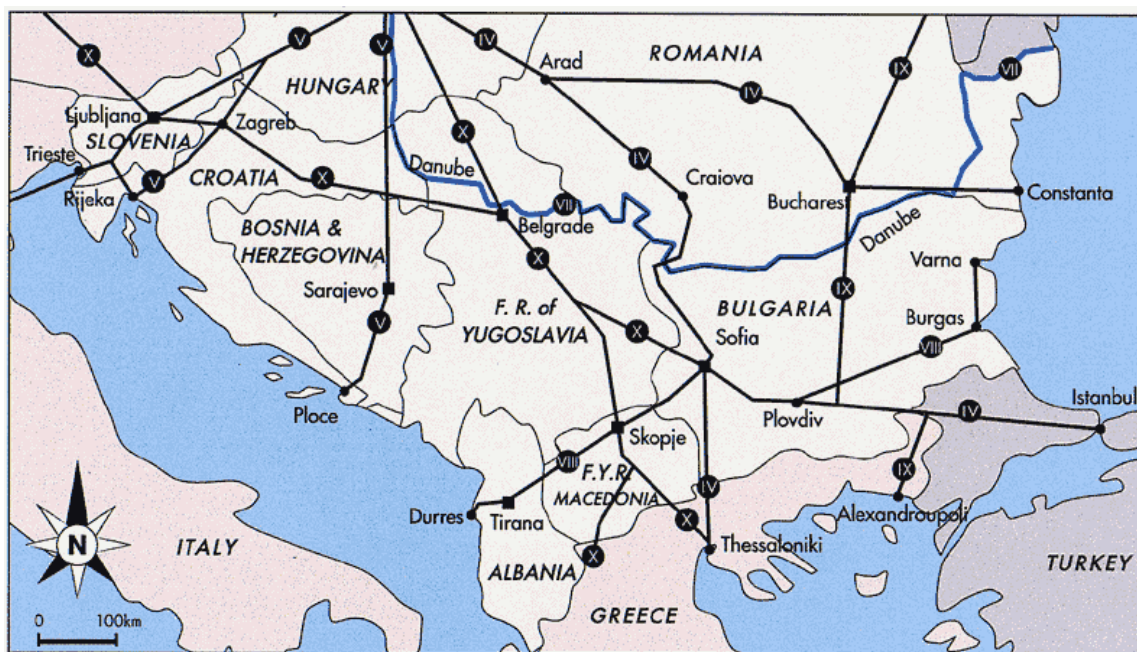 V
V
IV
ROMANIA
X
Arad
IX
VII
HUNGARY
IV
Ljubljana
Zagreb
X
SLOVENIA
Trieste
IV
Danube
Rijeka
V
CROATIA
X
Craiova
Bucharest
Constanta
VII
Danube
BOSNIA &
HERZEGOVINA
Belgrade
X
Varna
Sarajevo
IX
F. R. of
YUGOSLAVIA
BULGARIA
Sofia
V
X
Burgas
VIII
Ploce
Plovdiv
IV
Istanbul
Skopje
VIII
F.Y.R.
MACEDONIA
IX
IV
Durres
Tirana
X
Alexandroupoli
N
ITALY
ALBANIA
X
Thessaloniki
TURKEY
GREECE
0 100km